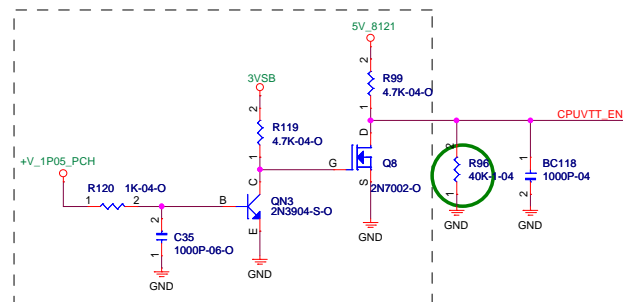 5V_8121
2
R99
4.7K-04-O
1
3VSB
2
R119
4.7K-04-O
1
CPUVTT_EN
D
G
Q8
S
2N7002-O
2
R96
40K-1-04
1
1
BC118
1000P-04
2
+V_1P05_PCH
R120
1K-04-O
1
2
C
B
QN3
2N3904-S-O
E
2
C35
1000P-06-O
1
GND
GND
GND
GND
GND